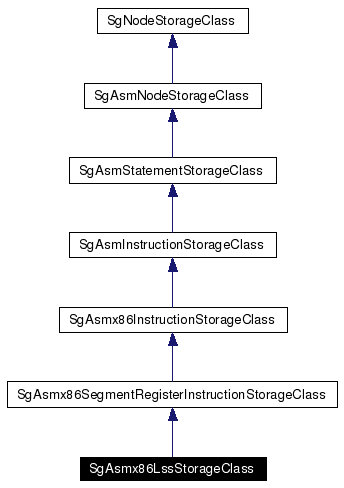 SgNodeStorageClass
SgAsmNodeStorageClass
SgAsmStatementStorageClass
SgAsmInstructionStorageClass
SgAsmx86InstructionStorageClass
SgAsmx86SegmentRegisterInstructionStorageClass
SgAsmx86LssStorageClass